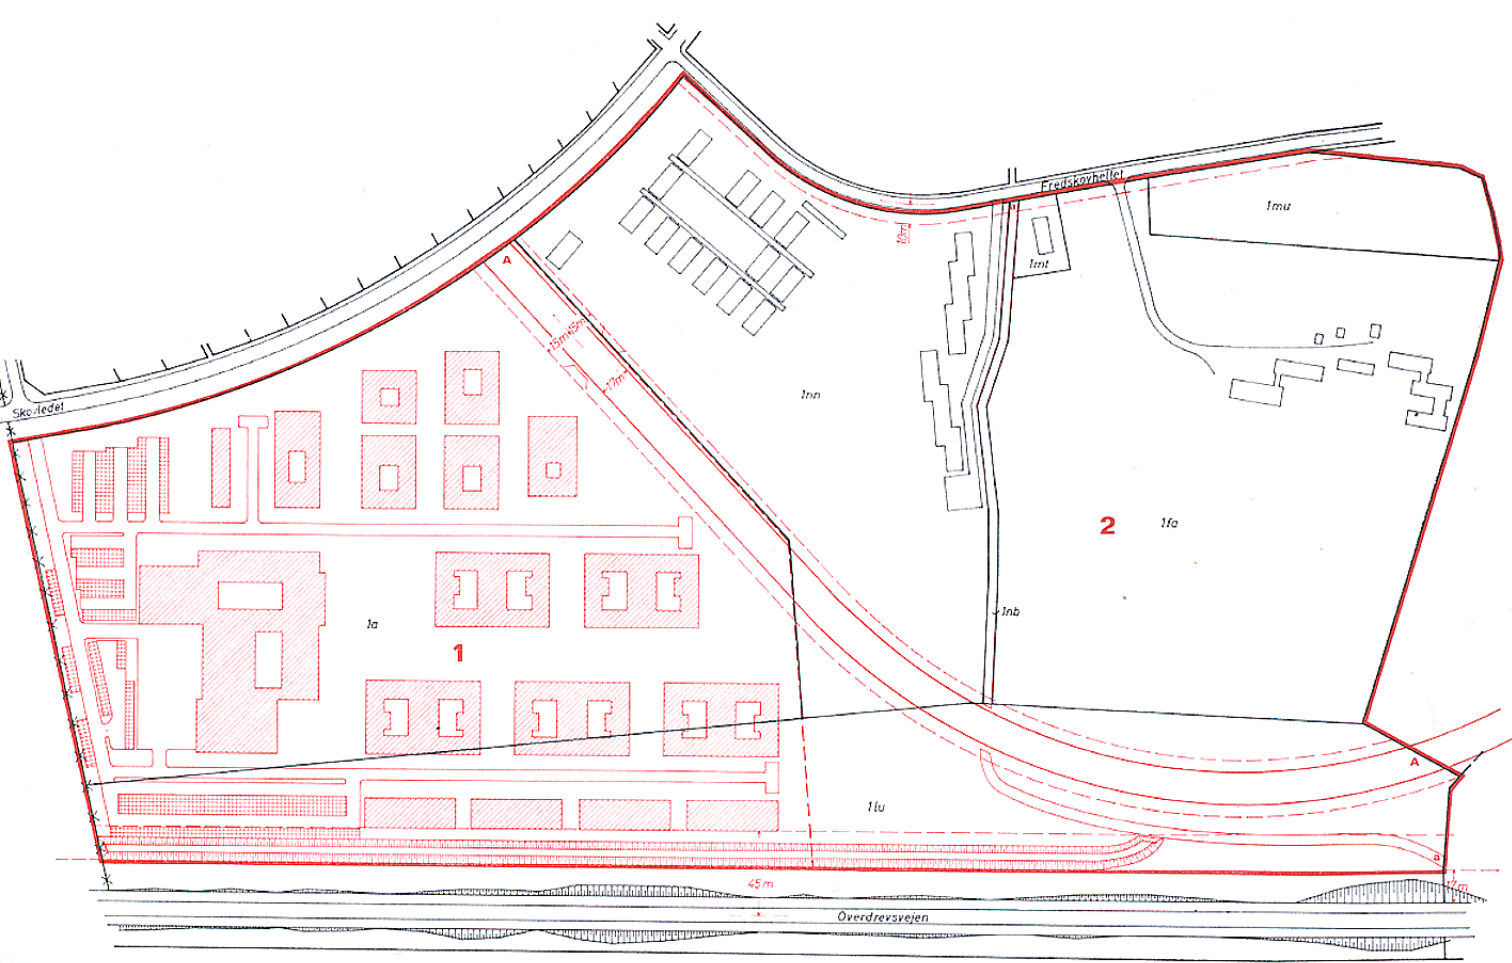 Fredskovhellet
1mu
10m
1mt
A
15m 15m
17m
1nn
Skovledet
2
1fa
1nb
1a
1
A
1lu
a
45m
17m
Overdrevsvejen